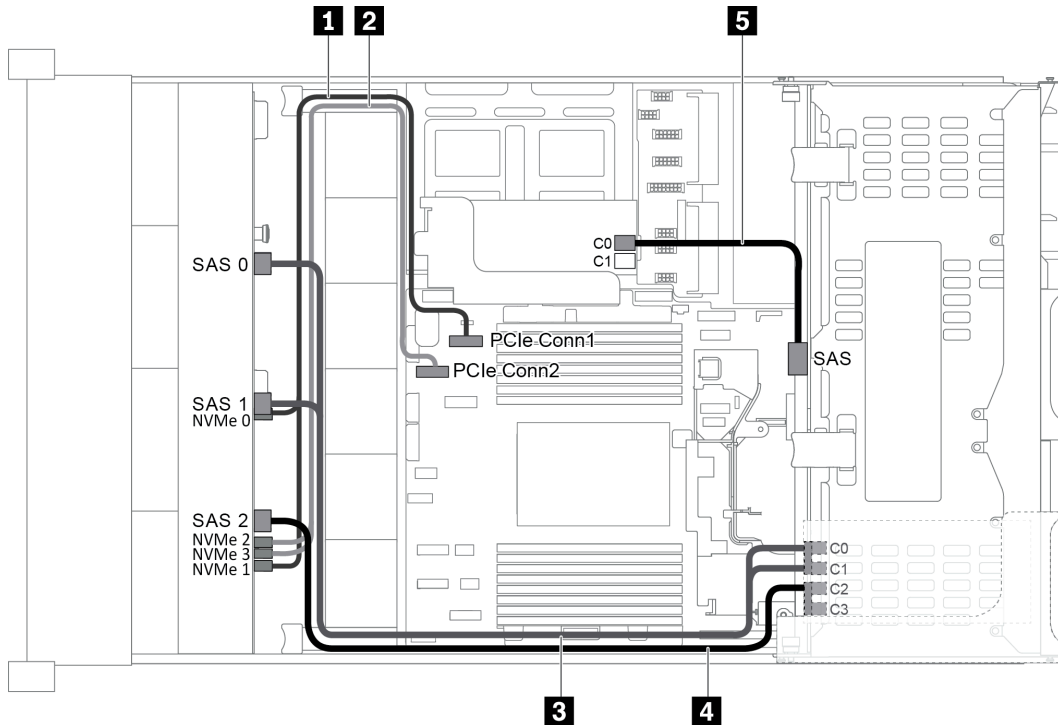 1 2 5
C0
C1
SAS 0
PCIe Conn1
SAS
PCIe Conn2
SAS 1
NVMe 0
SAS 2
NVMe 2
NVMe 3
NVMe 1
C0
C1
C2
C3
3 4